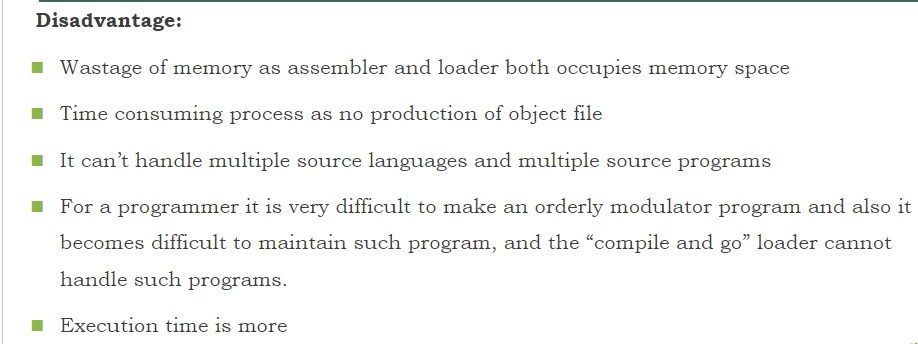 Disadvantage:
Wastage of memory as assembler and loader both occupies memory space
Time consuming process as no production of object file
It can’t handle multiple source languages and multiple source programs
For a programmer it is very difficult to make an orderly modulator program and also it
becomes difficult to maintain such program, and the “compile and go” loader cannot
handle such programs.
Execution time is more